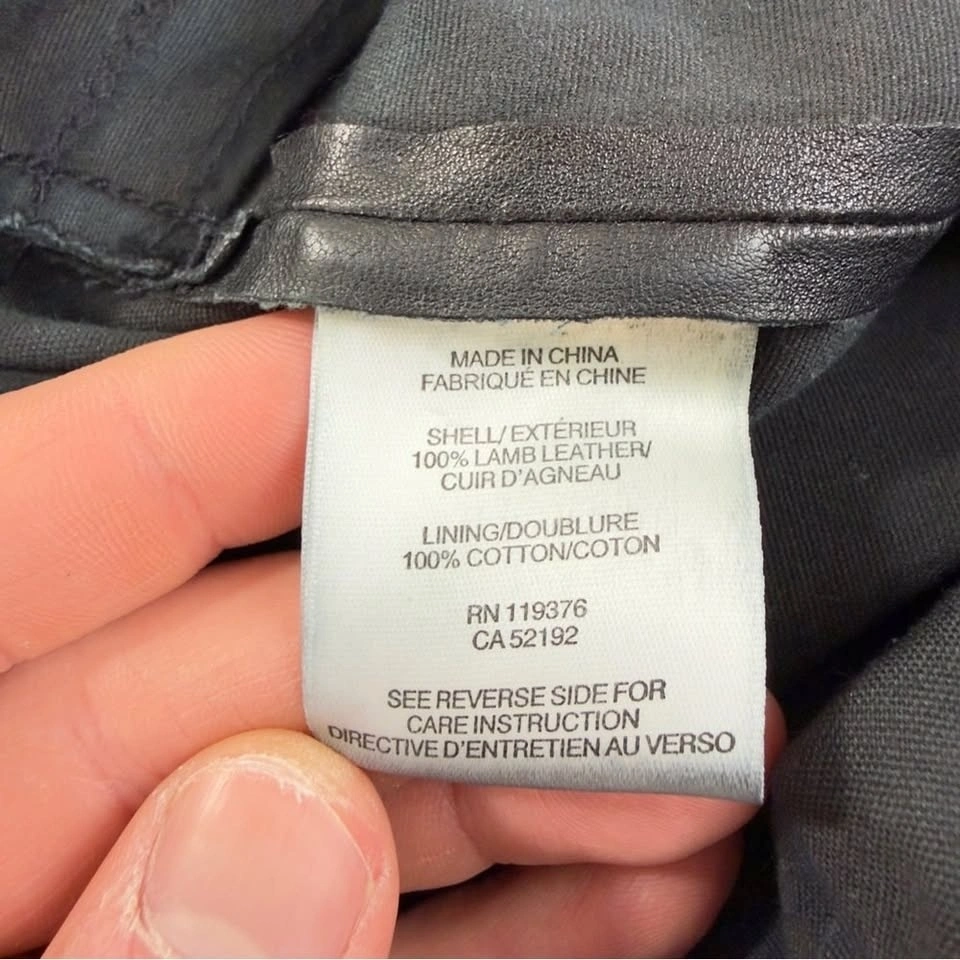 MADE IN CHINA
FABRIQUÉ EN CHINE
SHELL/ EXTÉRIEUR
100% LAMB LEATHER/
CUIR D'AGNEAU
LINING/DOUBLURE
100% COTTON/COTON
RN 119376
CA 52192
SEE REVERSE SIDE FOR
CARE INSTRUCTION
DIRECTIVE D'ENTRETIEN AU VERSO